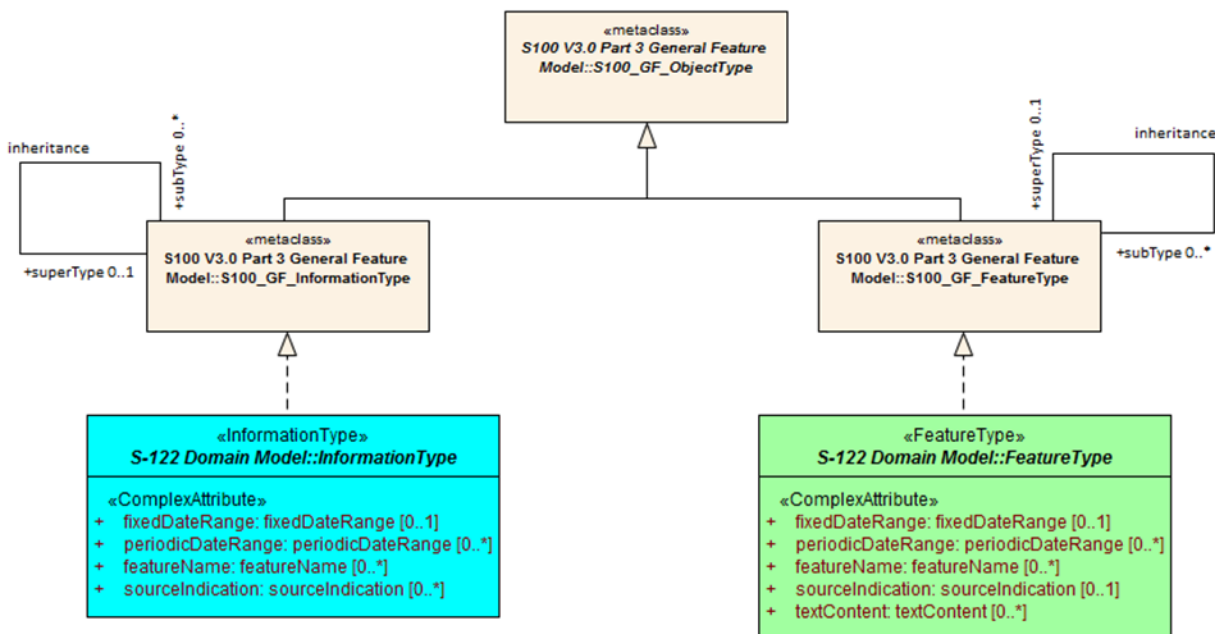 «metaclass»
S100 V3.0 Part 3 General Feature
Model::S100_GF_ObjectType
inheritance
+subType 0..*
+superType 0..1
«metaclass»
S100 V3.0 Part 3 General Feature
Model::S100_GF_InformationType
+superType 0..1
inheritance
+subType 0..*
«metaclass»
S100 V3.0 Part 3 General Feature
Model::S100_GF_FeatureType
«InformationType»
S-122 Domain Model::InformationType
«ComplexAttribute»
+ fixedDateRange: fixedDateRange [0..1]
+ periodicDateRange: periodicDateRange [0..*]
+ featureName: featureName [0..*]
+ sourceIndication: sourceIndication [0..*]
«FeatureType»
S-122 Domain Model::FeatureType
«ComplexAttribute»
+ fixedDateRange: fixedDateRange [0..1]
+ periodicDateRange: periodicDateRange [0..*]
+ featureName: featureName [0..*]
+ sourceIndication: sourceIndication [0..1]
+ textContent: textContent [0..*]